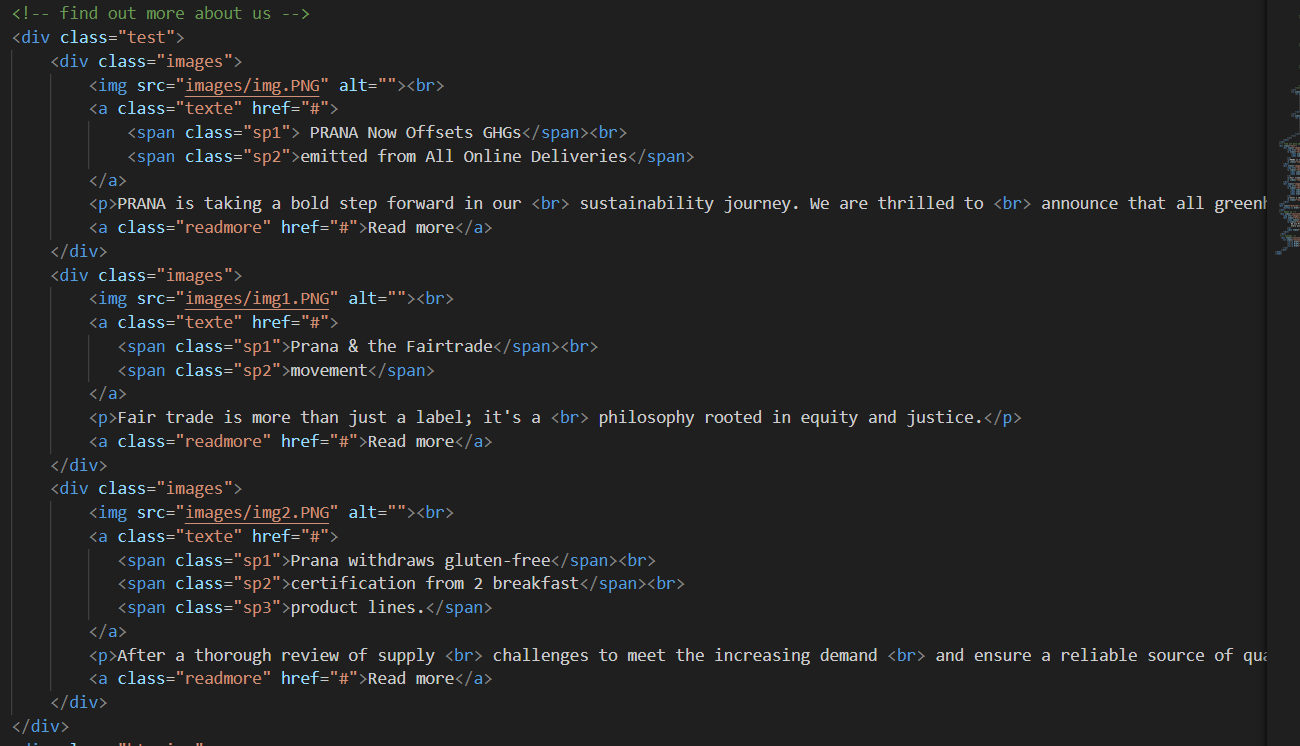 <!-- find out more about us -->
<div class="test">
    <div class="images">
        <img src="images/img.PNG" alt=""><br>
        <a class="texte" href="#">
            <span class="sp1"> PRANA Now Offsets GHGs</span><br>
            <span class="sp2">emitted from All Online Deliveries</span>
        </a>
        <p>PRANA is taking a bold step forward in our <br> sustainability journey. We are thrilled to <br> announce that all
        <a class="readmore" href="#">Read more</a>
    </div>
    <div class="images">
        <img src="images/img1.PNG" alt=""><br>
        <a class="texte" href="#">
           <span class="sp1">Prana & the Fairtrade</span><br>
           <span class="sp2">movement</span>
        </a>
        <p>Fair trade is more than just a label; it's a <br> philosophy rooted in equity and justice.</p>
        <a class="readmore" href="#">Read more</a>
    </div>
    <div class="images">
        <img src="images/img2.PNG" alt=""><br>
        <a class="texte" href="#">
           <span class="sp1">Prana withdraws gluten-free</span><br>
           <span class="sp2">certification from 2 breakfast</span><br>
           <span class="sp3">product lines.</span>
        </a>
        <p>After a thorough review of supply <br> challenges to meet the increasing demand <br> and ensure a reliable source of
        <a class="readmore" href="#">Read more</a>
    </div>
</div>